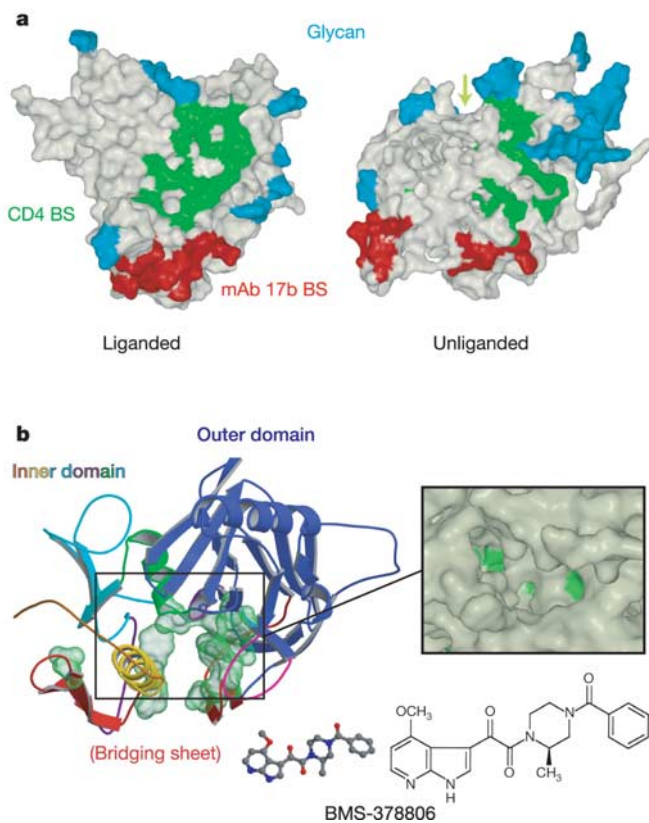 a
Glycan
CD4 BS
mAb 17b BS
Liganded
Unliganded
b
Outer domain
Inner domain
(Bridging sheet)
OCH₃
O
O
N
O
N
CH₃
N
N
H
BMS-378806